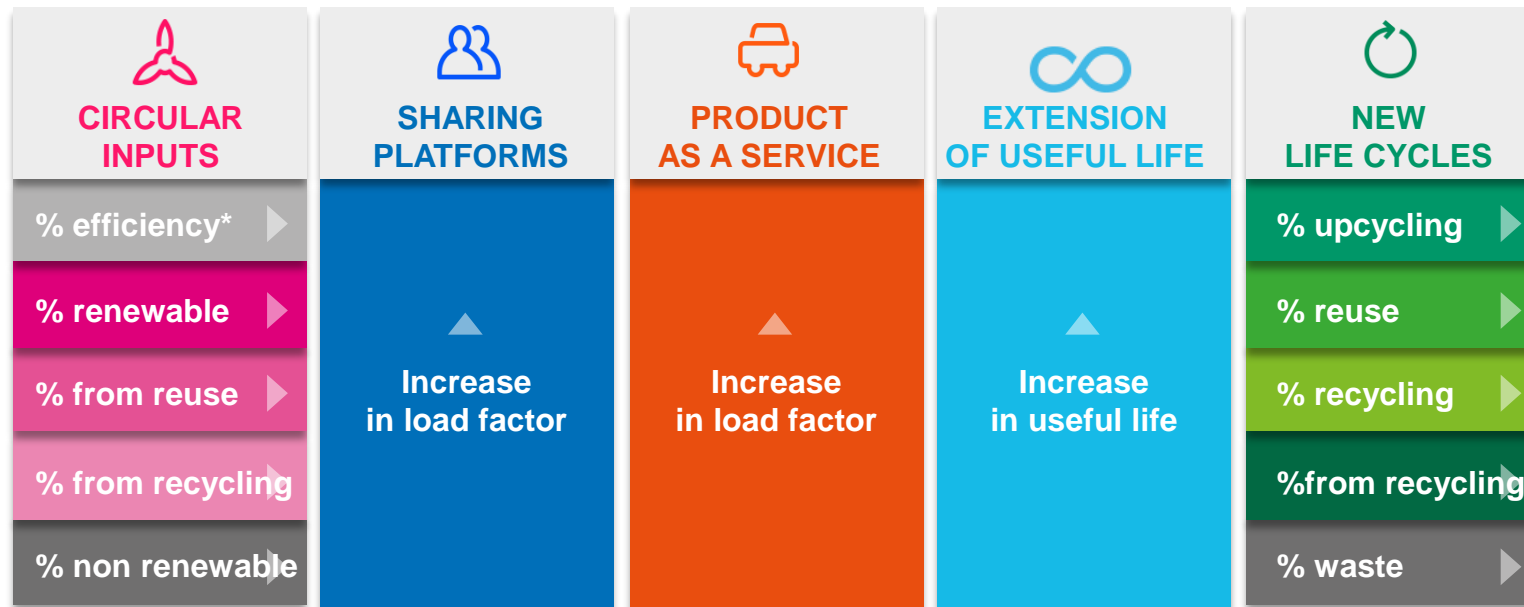 CIRCULAR
INPUTS
% efficiency*
% renewable
% from reuse
% from recycling
% non renewable
SHARING
PLATFORMS
Increase
in load factor
PRODUCT
AS A SERVICE
Increase
in load factor
EXTENSION
OF USEFUL LIFE
Increase
in useful life
NEW
LIFE CYCLES
% upcycling
% reuse
% recycling
%from recycling
% waste